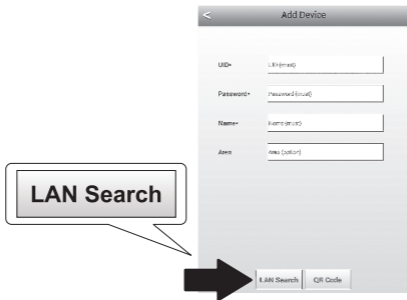 <
Add Device
UID* UID(must)
Password* Password (must)
Name* Name (must)
Area Area (option)
LAN Search
LAN Search QR Code